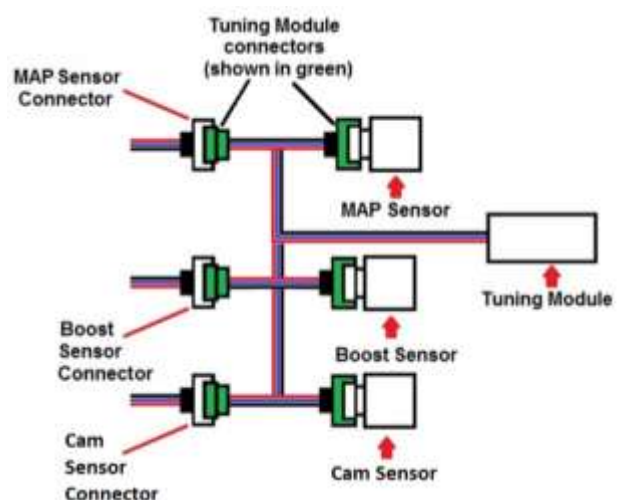 Tuning Module
connectors
(shown in green)
MAP Sensor
Connector
MAP Sensor
Tuning Module
Boost
Sensor
Connector
Boost Sensor
Cam
Sensor
Connector
Cam Sensor